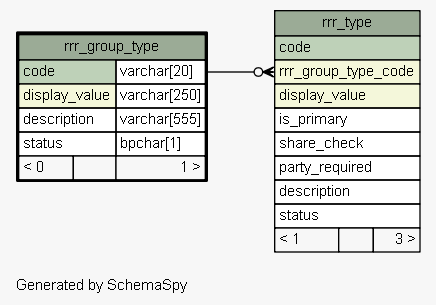 rrr_group_type
code varchar[20]
display_value varchar[250]
description varchar[555]
status bpchar[1]
< 0 1 >
rrr_type
code
rrr_group_type_code
display_value
is_primary
share_check
party_required
description
status
< 1 3 >
Generated by SchemaSpy